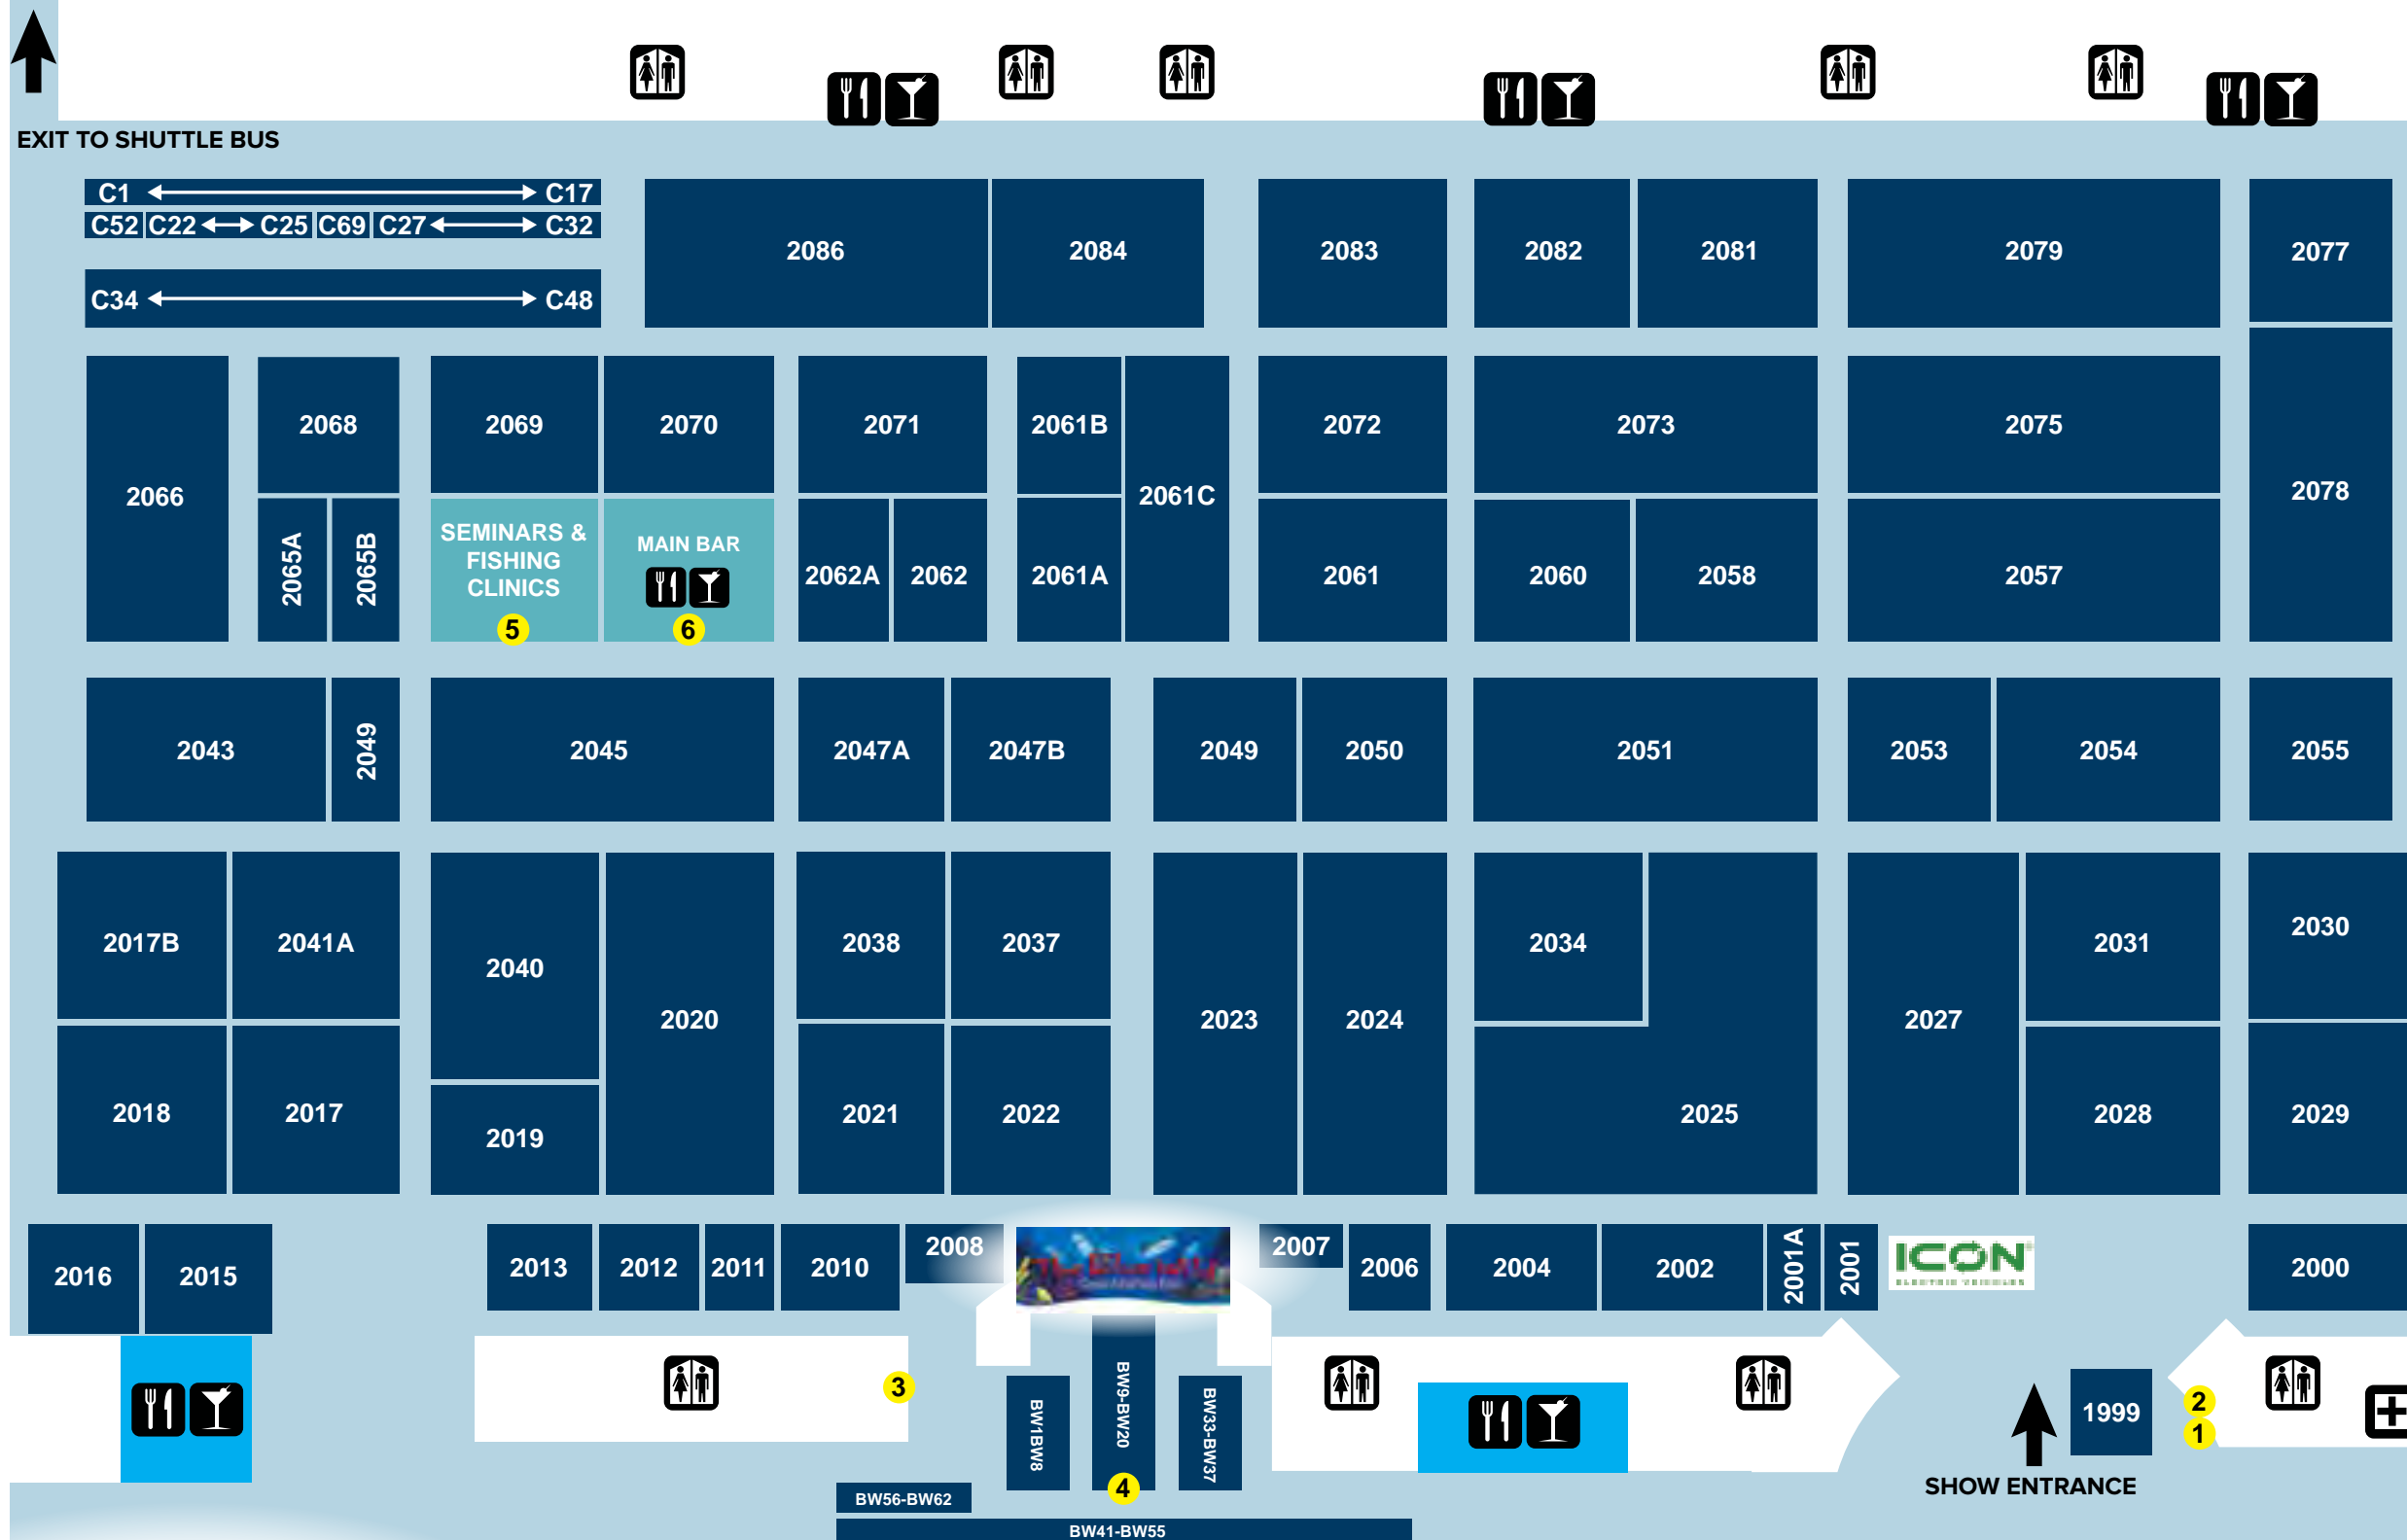 EXIT TO SHUTTLE BUS
C1 C17
C52 C22 C25 C69 C27 C32
C34 C48
2086 2084 2083 2082 2081 2079 2077
2068 2069 2070 2071 2061B 2072 2073 2075
2066 2061C 2078
SEMINARS &
FISHING
CLINICS
5
MAIN BAR
6
2065A 2065B 2062A 2062 2061A 2061 2060 2058 2057
2043 2049 2045 2047A 2047B 2049 2050 2051 2053 2054 2055
2017B 2041A 2040 2038 2037 2034 2031 2030
2020 2023 2024 2027
2018 2017 2019 2021 2022 2025 2028 2029
2016 2015 2013 2012 2011 2010 2008 2007 2006 2004 2002 2001A 2001 ICON 2000
ELECTRIC VEHICLES
3
BW1BW8 BW9-BW20 BW33-BW37
4
1999
2
1
SHOW ENTRANCE
BW56-BW62
BW41-BW55